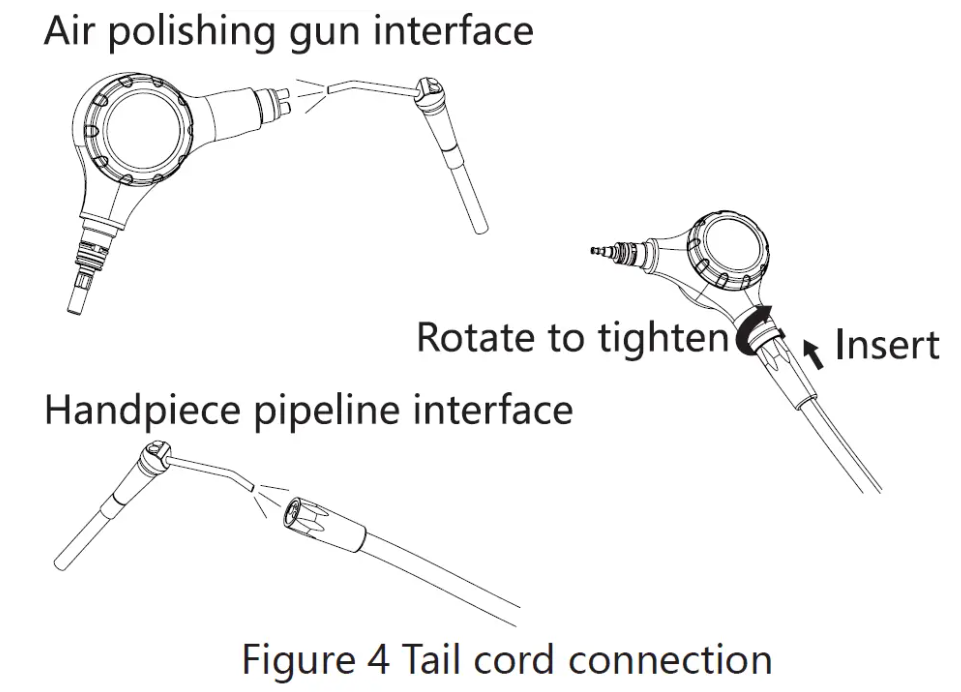 Air polishing gun interface
Rotate to tighten
Insert
Handpiece pipeline interface
Figure 4 Tail cord connection